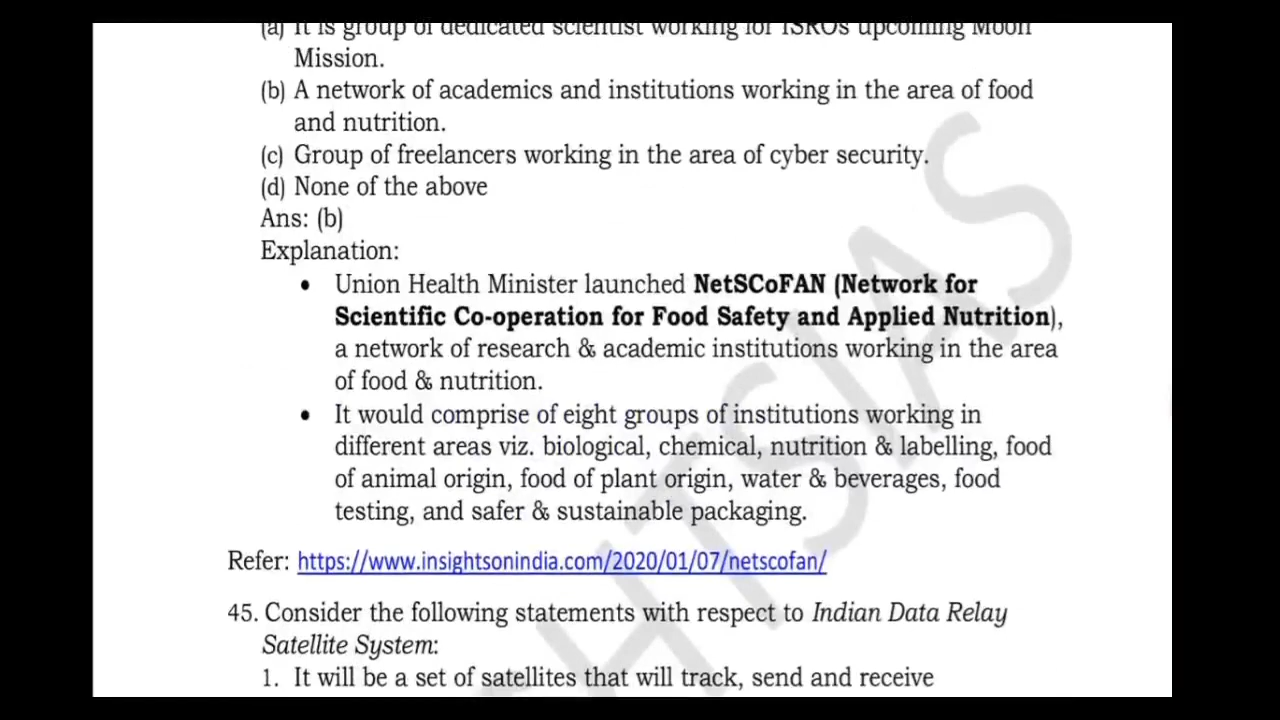 (a) It is group of dedicated scientist working for ISROs upcoming Moon
Mission.
(b) A network of academics and institutions working in the area of food
and nutrition.
(c) Group of freelancers working in the area of cyber security.
(d) None of the above
Ans: (b)
Explanation:
• Union Health Minister launched NetSCoFAN (Network for
Scientific Co-operation for Food Safety and Applied Nutrition),
a network of research & academic institutions working in the area
of food & nutrition.
• It would comprise of eight groups of institutions working in
different areas viz. biological, chemical, nutrition & labelling, food
of animal origin, food of plant origin, water & beverages, food
testing, and safer & sustainable packaging.
Refer: https://www.insightsonindia.com/2020/01/07/netscofan/
45. Consider the following statements with respect to Indian Data Relay
Satellite System:
1. It will be a set of satellites that will track, send and receive
HTSIAS